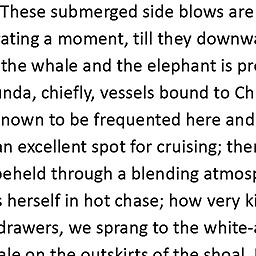 These submerged side blows are
ating a moment, till they downwa
the whale and the elephant is pr
nda, chiefly, vessels bound to Ch
nown to be frequented here and
an excellent spot for cruising; ther
beheld through a blending atmosp
s herself in hot chase; how very ki
drawers, we sprang to the white-a
ale on the outskirts of the shoal.